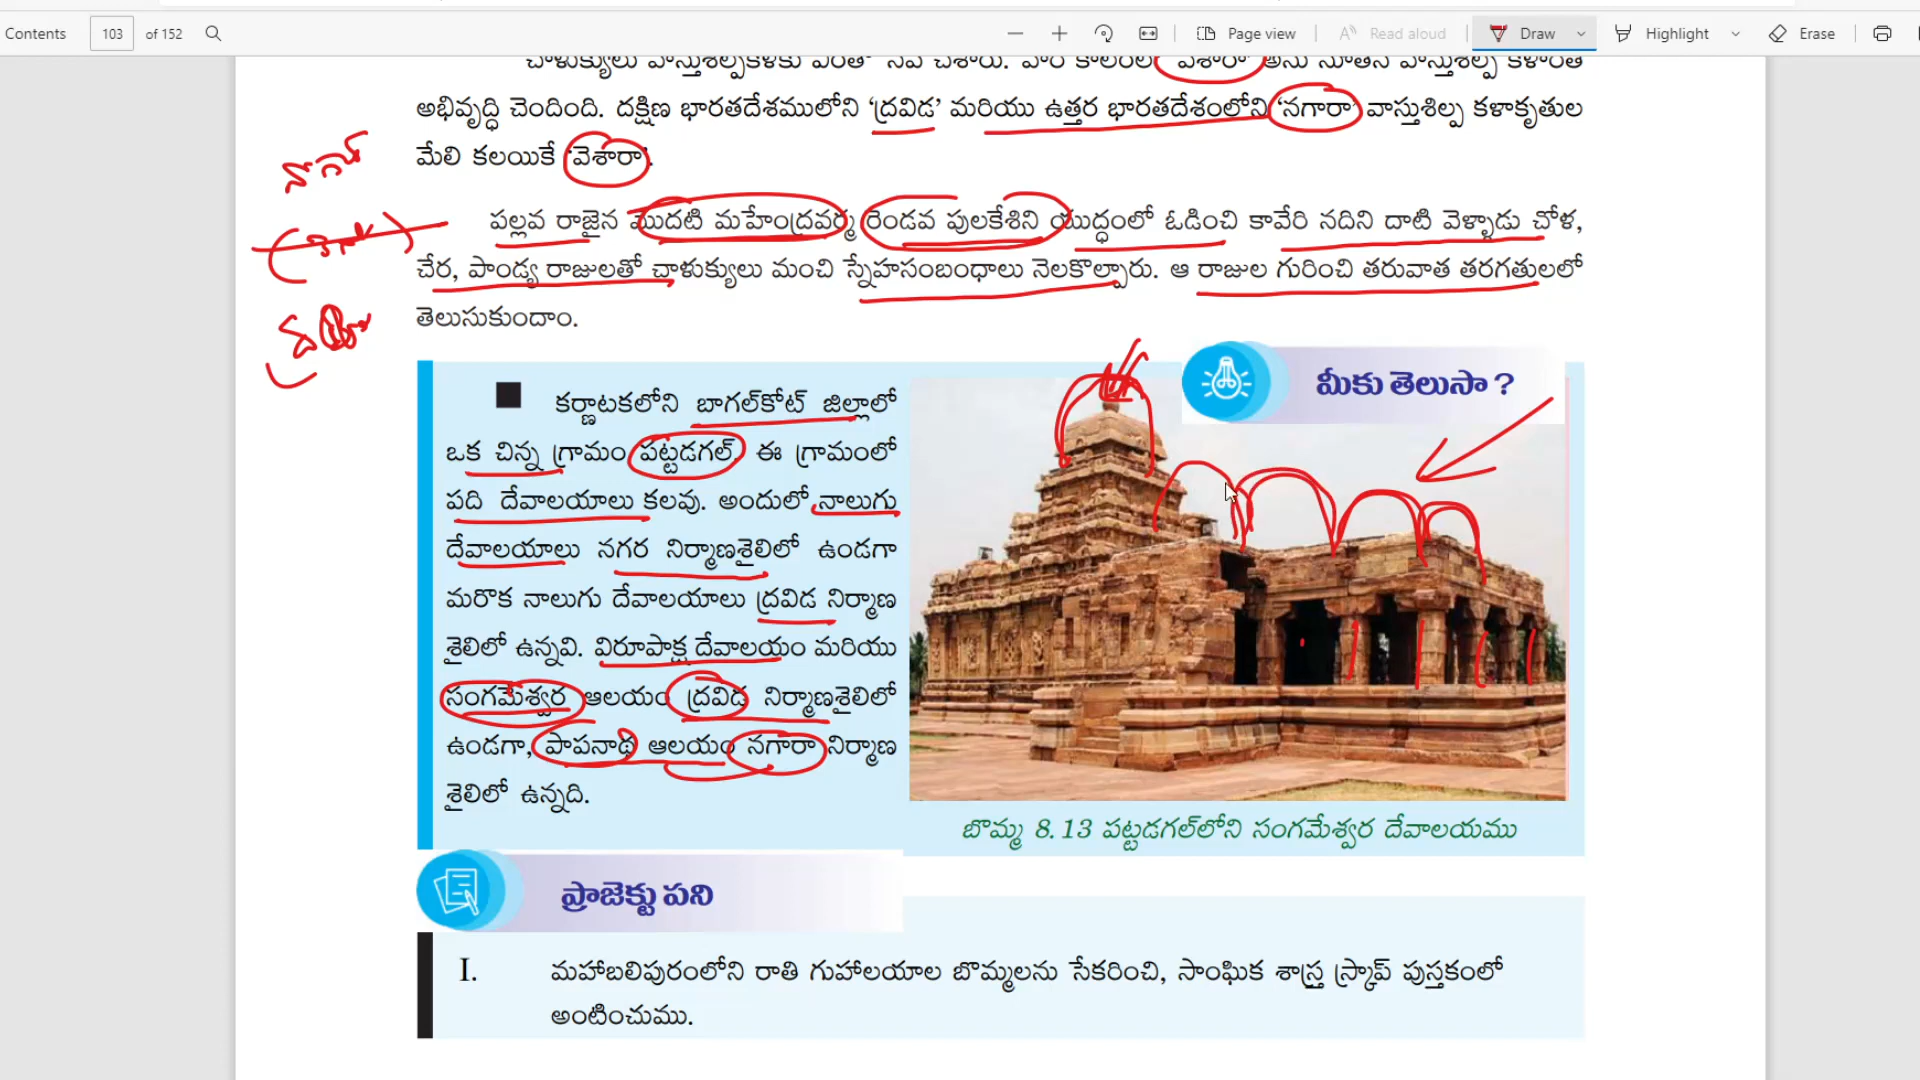 Contents 103 of 152 Page view Read aloud Draw Highlight Erase
అభివృద్ధి చెందింది. దక్షిణ భారతదేశములోని ‘ద్రవిడ’ మరియు ఉత్తర భారతదేశంలోని ‘నగారా’ వాస్తుశిల్ప కళాకృతుల
మేలి కలయికే ‘వెశారా’.
పల్లవ రాజైన మొదటి మహేంద్రవర్మ రెండవ పులకేశిని యుద్ధంలో ఓడించి కావేరి నదిని దాటి వెళ్ళాడు చోళ,
చేర, పాండ్య రాజులతో చాళుక్యులు మంచి స్నేహసంబంధాలు నెలకొల్పారు. ఆ రాజుల గురించి తరువాత తరగతులలో
తెలుసుకుందాం.
మీకు తెలుసా ?
కర్ణాటకలోని బాగల్‌కోట్ జిల్లాలో
ఒక చిన్న గ్రామం పట్టడగల్. ఈ గ్రామంలో
పది దేవాలయాలు కలవు. అందులో నాలుగు
దేవాలయాలు నగర నిర్మాణశైలిలో ఉండగా
మరొక నాలుగు దేవాలయాలు ద్రవిడ నిర్మాణ
శైలిలో ఉన్నవి. విరూపాక్ష దేవాలయం మరియు
సంగమేశ్వర ఆలయం ద్రవిడ నిర్మాణశైలిలో
ఉండగా, పాపనాథ ఆలయం నగారా నిర్మాణ
శైలిలో ఉన్నది.
బొమ్మ 8.13 పట్టడగల్‌లోని సంగమేశ్వర దేవాలయము
ప్రాజెక్టు పని
I. మహాబలిపురంలోని రాతి గుహాలయాల బొమ్మలను సేకరించి, సాంఘిక శాస్త్ర స్క్రాప్ పుస్తకంలో
అంటించుము.